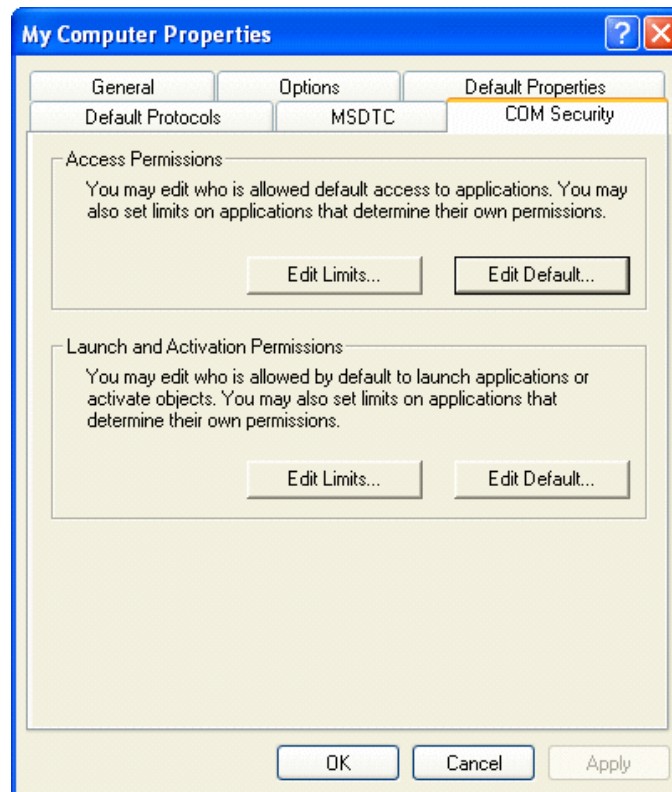 My Computer Properties
General Options Default Properties
Default Protocols MSDTC COM Security
Access Permissions
You may edit who is allowed default access to applications. You may
also set limits on applications that determine their own permissions.
Edit Limits... Edit Default...
Launch and Activation Permissions
You may edit who is allowed by default to launch applications or
activate objects. You may also set limits on applications that
determine their own permissions.
Edit Limits... Edit Default...
OK Cancel Apply